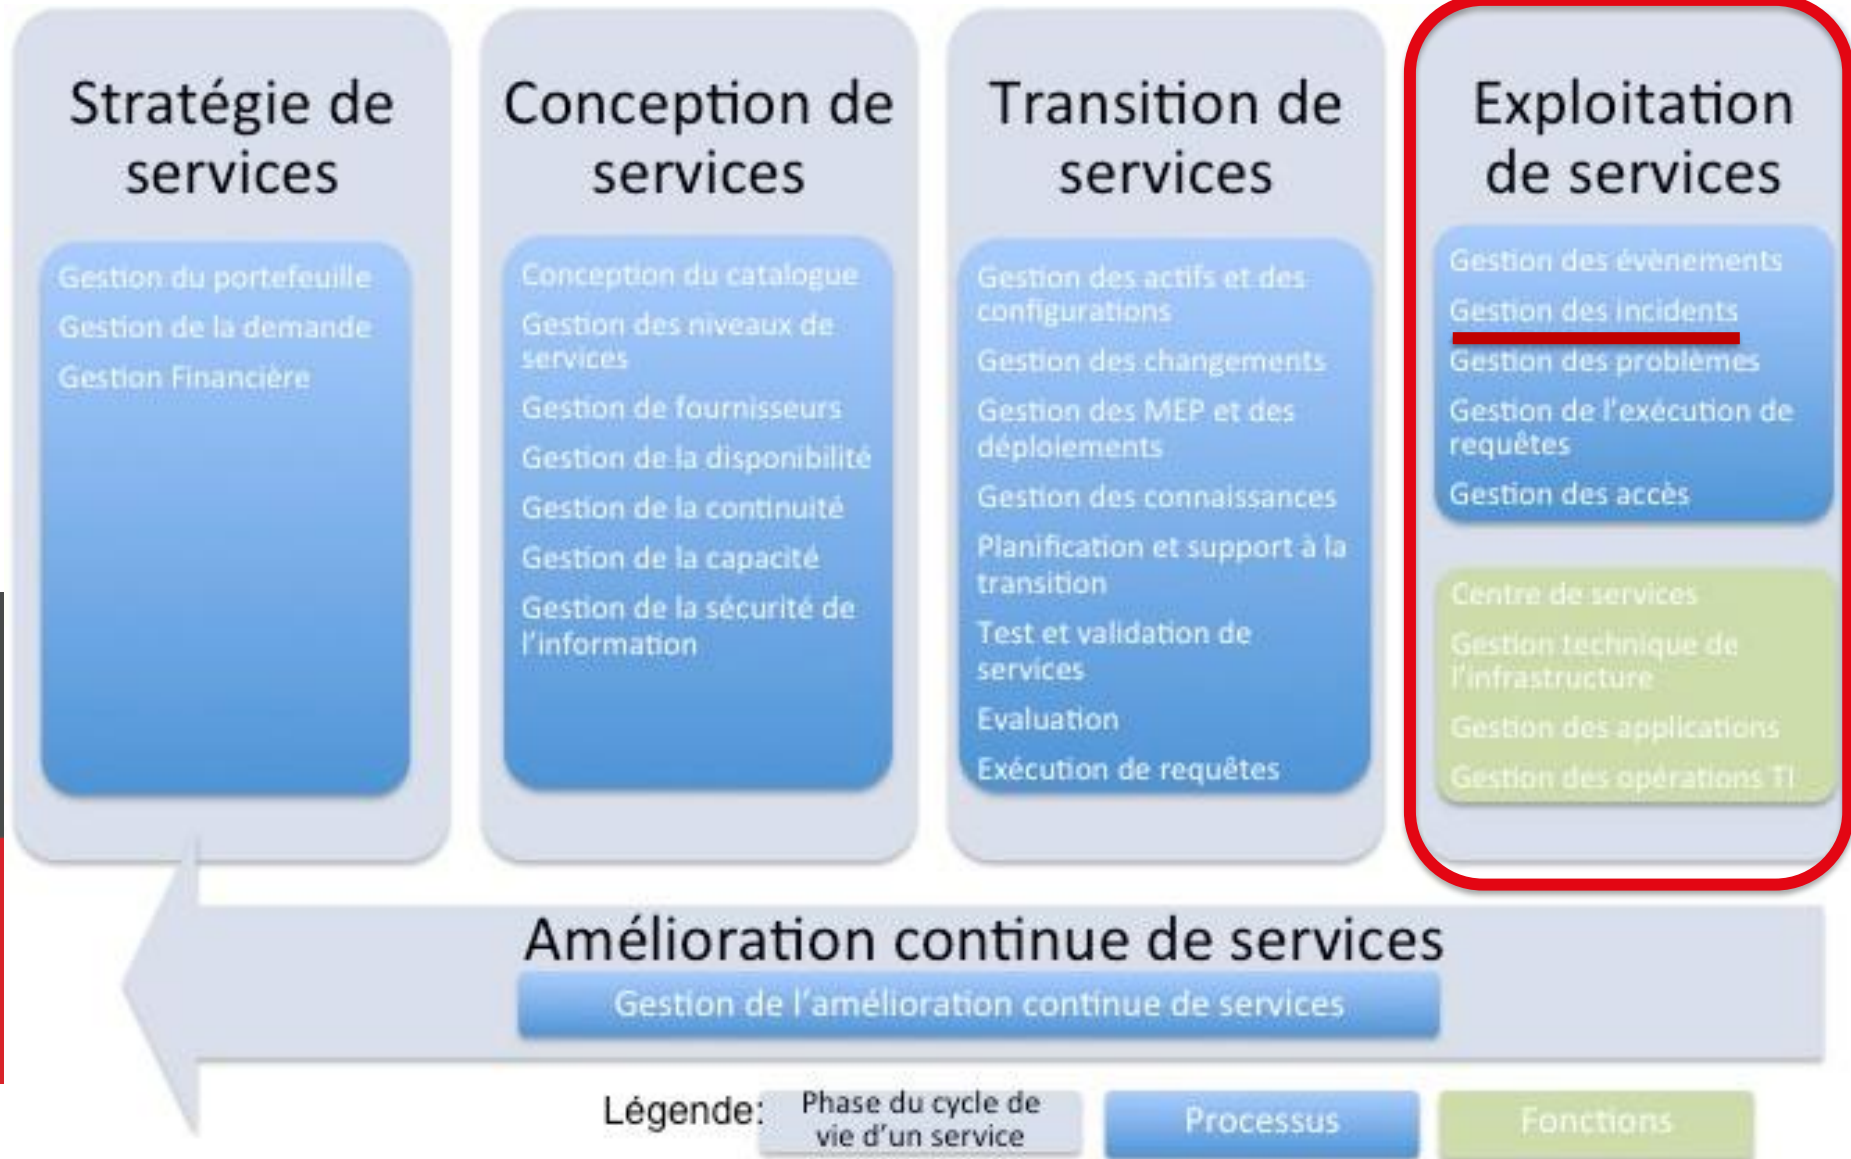 Stratégie de
services
Gestion du portefeuille
Gestion de la demande
Gestion Financière
Conception de
services
Conception du catalogue
Gestion des niveaux de
services
Gestion de fournisseurs
Gestion de la disponibilité
Gestion de la continuité
Gestion de la capacité
Gestion de la sécurité de
l'information
Transition de
services
Gestion des actifs et des
configurations
Gestion des changements
Gestion des MEP et des
déploiements
Gestion des connaissances
Planification et support à la
transition
Test et validation de
services
Evaluation
Exécution de requêtes
Exploitation
de services
Gestion des évènements
Gestion des incidents
Gestion des problèmes
Gestion de l'exécution de
requêtes
Gestion des accès
Centre de services
Gestion technique de
l'infrastructure
Gestion des applications
Gestion des opérations TI
Amélioration continue de services
Gestion de l'amélioration continue de services
Légende:
Phase du cycle de
vie d'un service
Processus
Fonctions